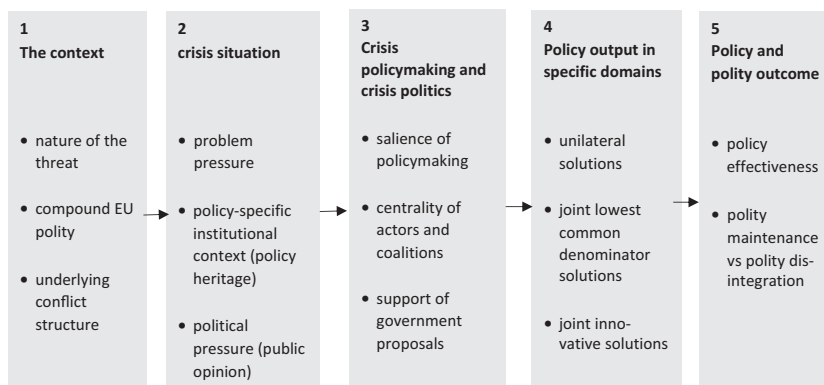 1
The context
• nature of the
threat
• compound EU
polity
• underlying
conflict
structure
2
crisis situation
• problem
pressure
• policy-specific
institutional
context (policy
heritage)
• political
pressure (public
opinion)
3
Crisis
policymaking and
crisis politics
• salience of
policymaking
• centrality of
actors and
coalitions
• support of
government
proposals
4
Policy output in
specific domains
• unilateral
solutions
• joint lowest
common
denominator
solutions
• joint inno-
vative solutions
5
Policy and
polity outcome
• policy
effectiveness
• polity
maintenance
vs polity dis-
integration